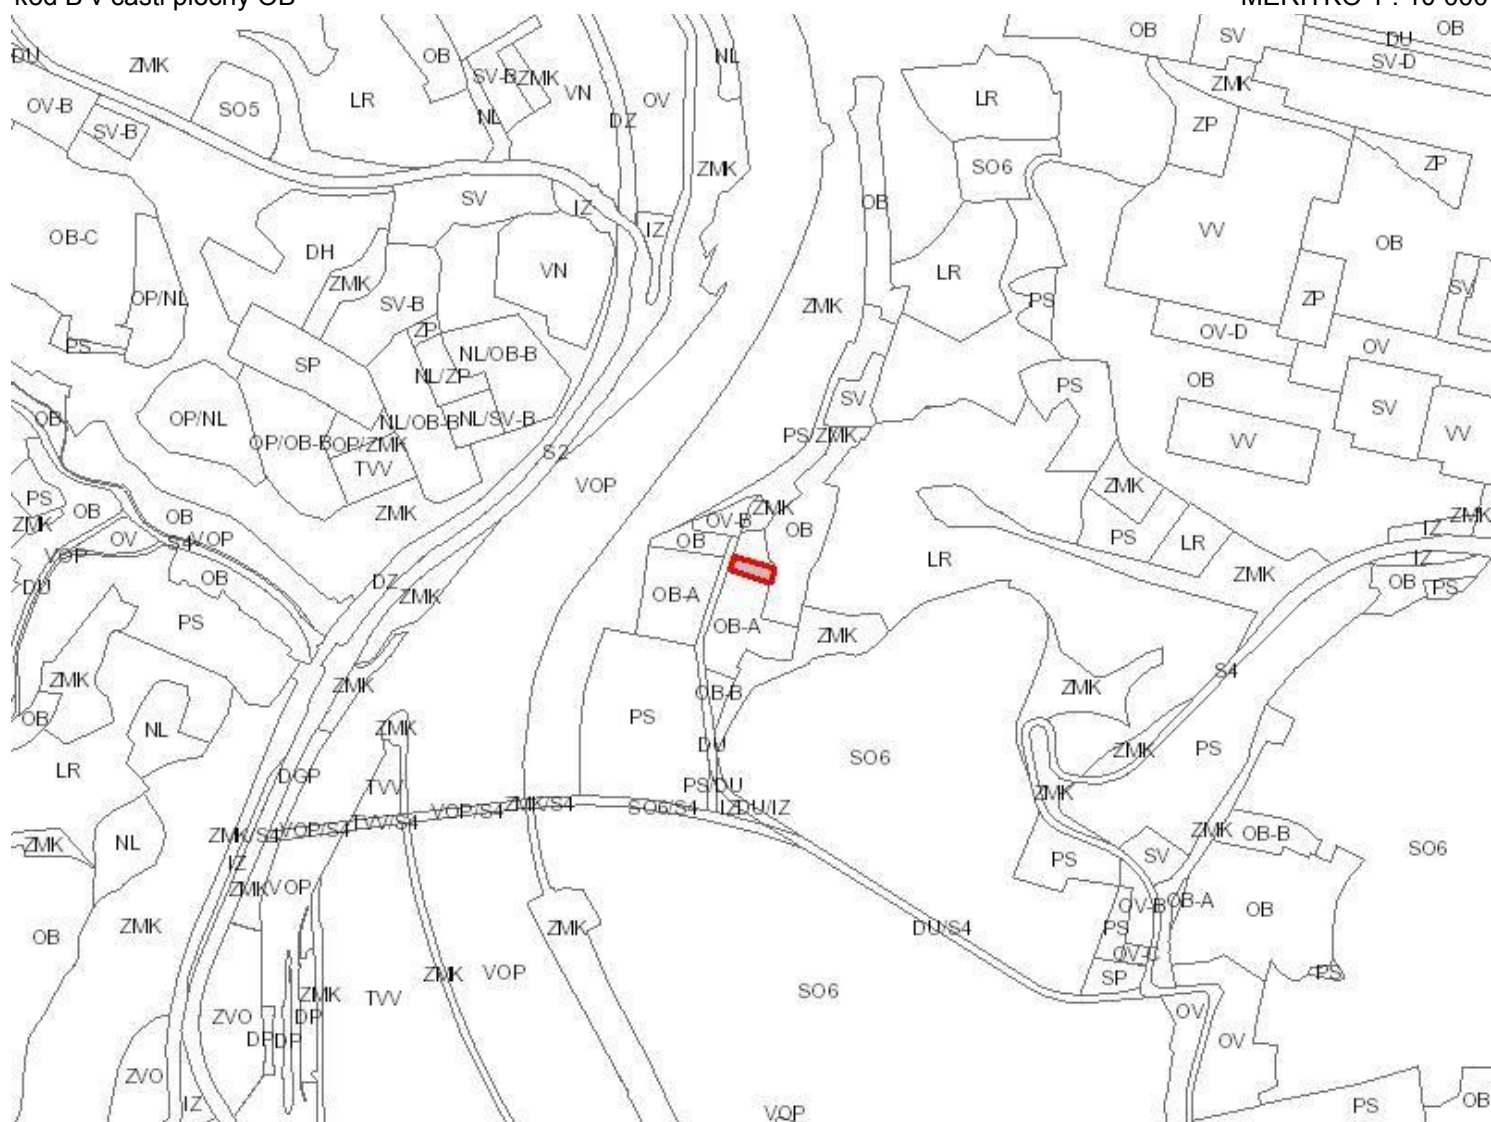 kód B v části plochy OB MĚŘÍTKO 1 : 10 000
OB SV DU OB
DU ZMK OB NL SV-D
SV-B ZMK VN ZMK
OV-B SO5 LR OV LR
SV-B NL DZ ZP
ZMK SO6 ZP
SV IZ OB
IZ VV
OB-C DH OB
ZMK VN LR
OP/NL SV-B ZMK PS ZP SV
ZP OV-D
PS NL/OB-B OV
SP NL/ZP OB
PS
OB OP/NL NL/OB-B NL/SV-B SV SV
OP/OB-B OP/ZMK PS/ZMK VV VV
TVV S2
PS VOP ZMK
OB OB ZMK ZMK
ZMK OV-B OB IZ ZMK
OV S4 VOP OB PS LR
VOP LR IZ
OB DZ ZMK
DU ZMK OB-A OB PS
PS OB-A ZMK
ZMK ZMK S4
OB-B ZMK
OB PS
NL ZMK DU ZMK PS
LR DGP SO6
TVV PS/DU ZMK
ZMK/S4 VOP/S4 TVV/S4 VOP/S4 ZMK/S4 SO6/S4 IZ DU/IZ
ZMK NL ZMK OB-B
IZ PS SV SO6
ZMK VOP
OV-B OB-A OB
OB ZMK ZMK DU/S4 PS
OV-C
ZMK VOP SP PS
ZMK TVV SO6
ZVO DP OV
DP DP OV
ZVO
IZ VOP PS OB